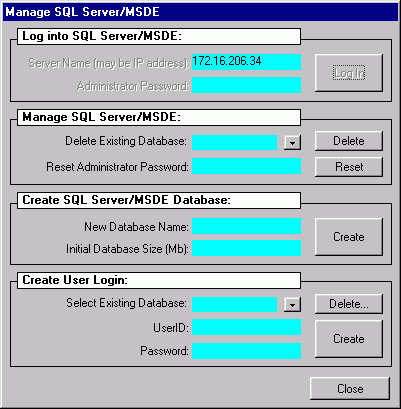 Manage SQL Server/MSDE
Log into SQL Server/MSDE:
Server Name (may be IP address): 172.16.206.34
Administrator Password:
Log In
Manage SQL Server/MSDE:
Delete Existing Database: Delete
Reset Administrator Password: Reset
Create SQL Server/MSDE Database:
New Database Name:
Initial Database Size (Mb):
Create
Create User Login:
Select Existing Database: Delete...
UserID:
Password:
Create
Close